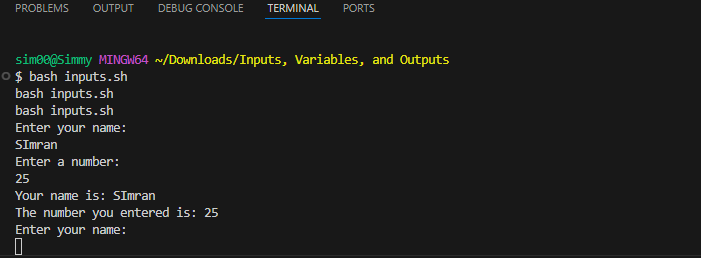 PROBLEMS OUTPUT DEBUG CONSOLE TERMINAL PORTS
sim00@Simmy MINGW64 ~/Downloads/Inputs, Variables, and Outputs
$ bash inputs.sh
bash inputs.sh
bash inputs.sh
Enter your name:
SImran
Enter a number:
25
Your name is: SImran
The number you entered is: 25
Enter your name: